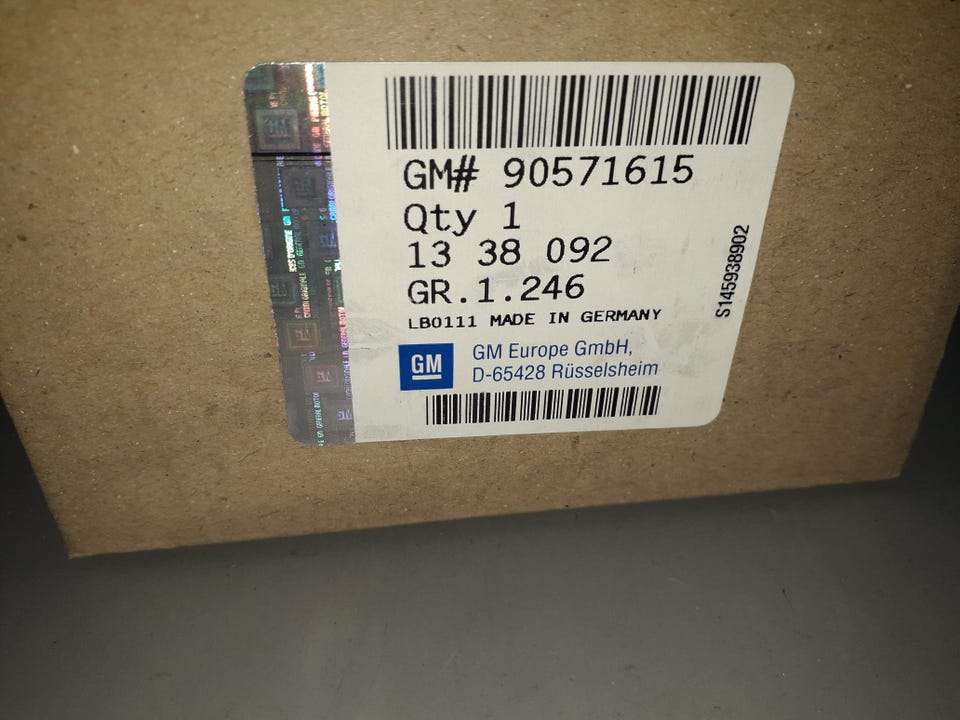 GM# 90571615
Qty 1
13 38 092
GR.1.246
LB0111 MADE IN GERMANY
GM
GM Europe GmbH,
D-65428 Rüsselsheim
S145938902